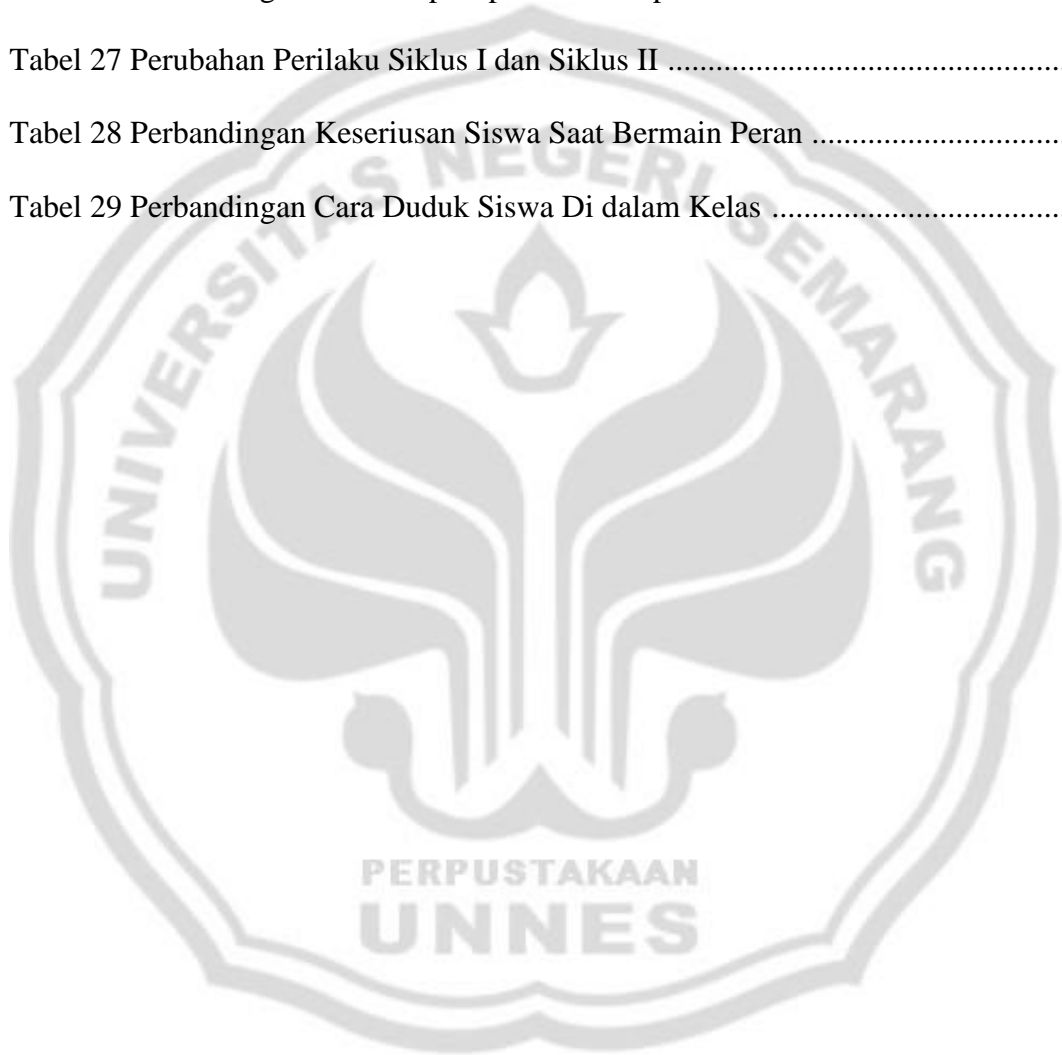 Tabel 27 Perubahan Perilaku Siklus I dan Siklus II .................................................
Tabel 28 Perbandingan Keseriusan Siswa Saat Bermain Peran ...............................
Tabel 29 Perbandingan Cara Duduk Siswa Di dalam Kelas ....................................
UNIVERSITAS NEGERI SEMARANG
PERPUSTAKAAN
UNNES